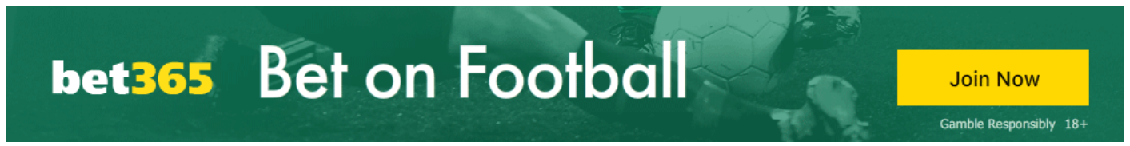 bet365
Bet on Football
Join Now
Gamble Responsibly 18+